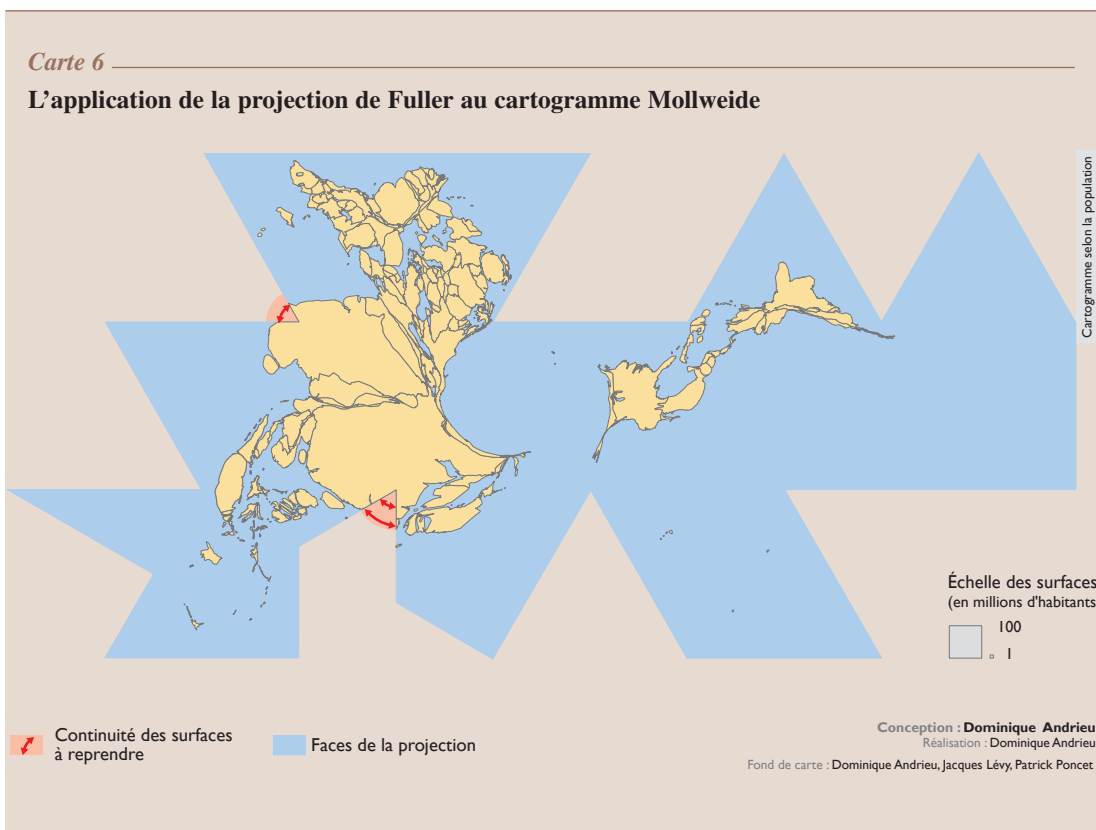 Carte 6
L’application de la projection de Fuller au cartogramme Mollweide
Cartogramme selon la population
Échelle des surfaces
(en millions d'habitants
100
1
Continuité des surfaces
à reprendre
Faces de la projection
Conception : Dominique Andrieu
Réalisation : Dominique Andrieu
Fond de carte : Dominique Andrieu, Jacques Lévy, Patrick Poncet